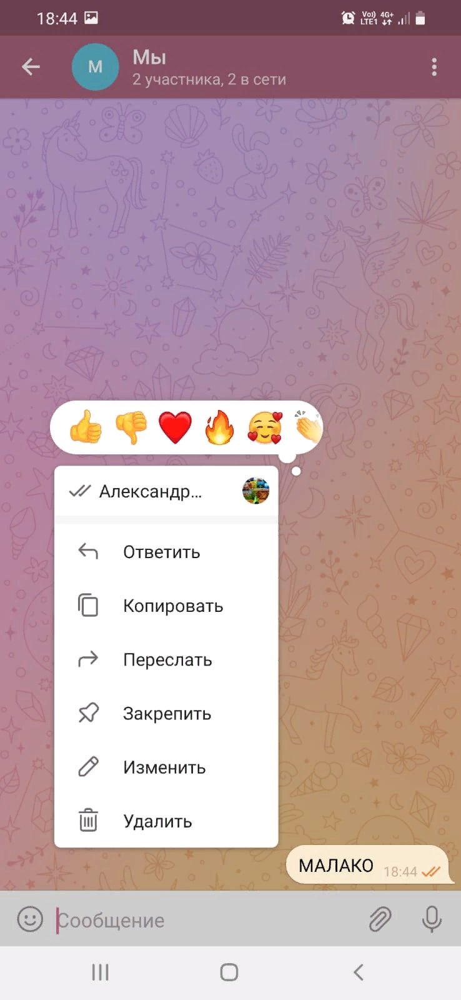 18:44
Vo)) 4G+
LTE1
М
Мы
2 участника, 2 в сети
Александр...
Ответить
Копировать
Переслать
Закрепить
Изменить
Удалить
МАЛАКО 18:44
Сообщение